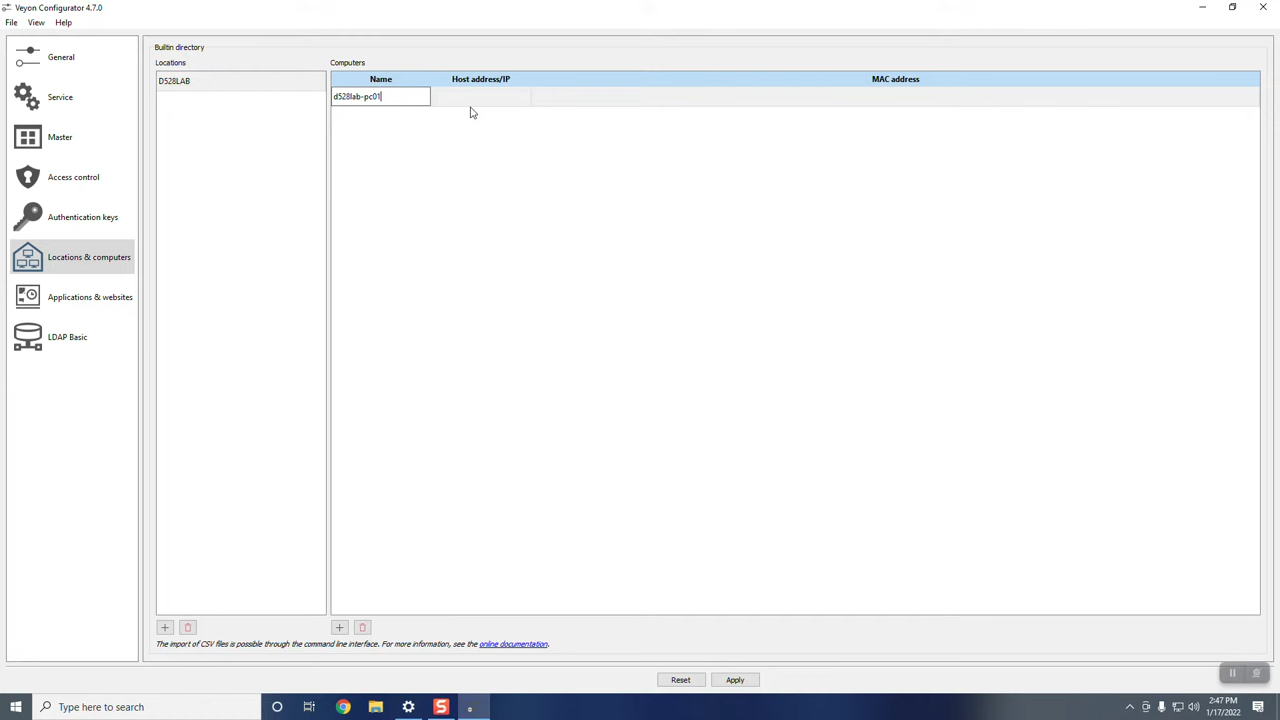 Veyon Configurator 4.7.0
File View Help
General
Service
Master
Access control
Authentication keys
Locations & computers
Applications & websites
LDAP Basic
Builtin directory
Locations
D528LAB
Computers
Name Host address/IP MAC address
d528lab-pc01
The import of CSV files is possible through the command line interface. For more information, see the online documentation.
Reset Apply
Type here to search
2:47 PM
1/17/2022